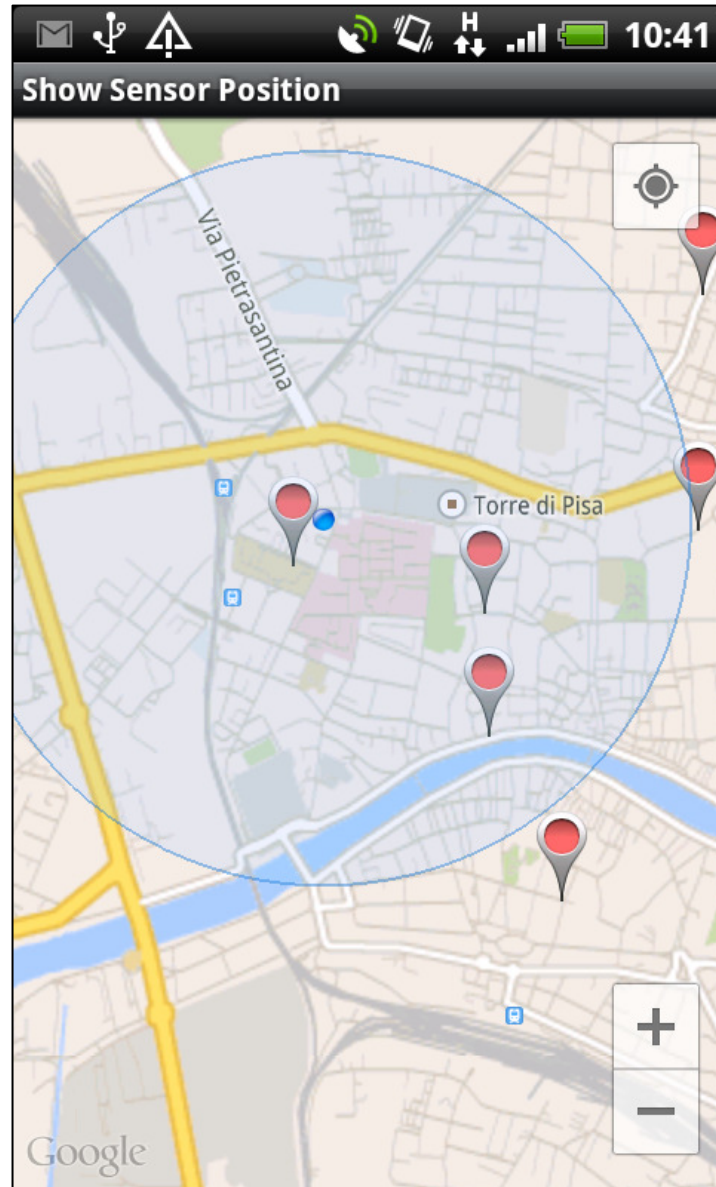 H
10:41
Show Sensor Position
Via Pietrasantina
Torre di Pisa
Google